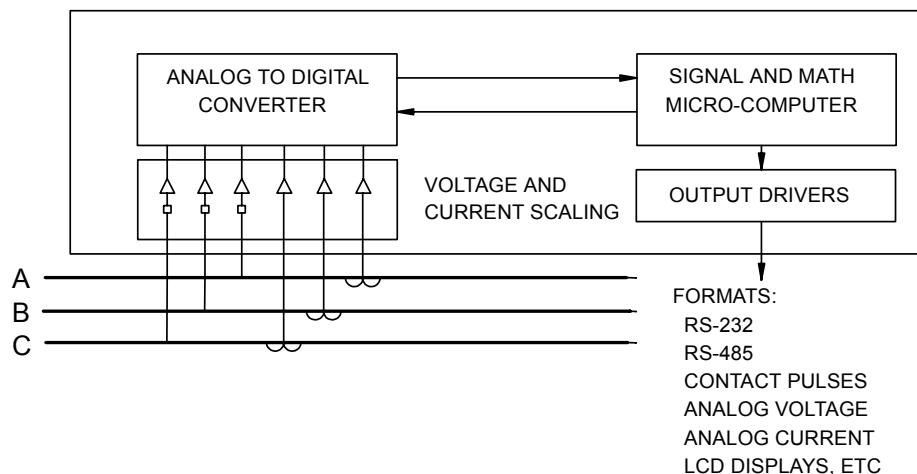 ANALOG TO DIGITAL
CONVERTER
SIGNAL AND MATH
MICRO-COMPUTER
VOLTAGE AND
CURRENT SCALING
OUTPUT DRIVERS
A
B
C
FORMATS:
RS-232
RS-485
CONTACT PULSES
ANALOG VOLTAGE
ANALOG CURRENT
LCD DISPLAYS, ETC